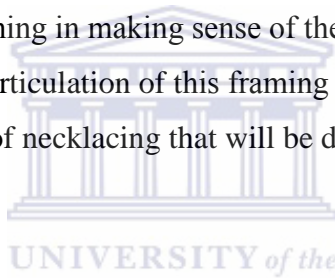 ning in making sense of the
rticulation of this framing
of necklacing that will be d
UNIVERSITY of the